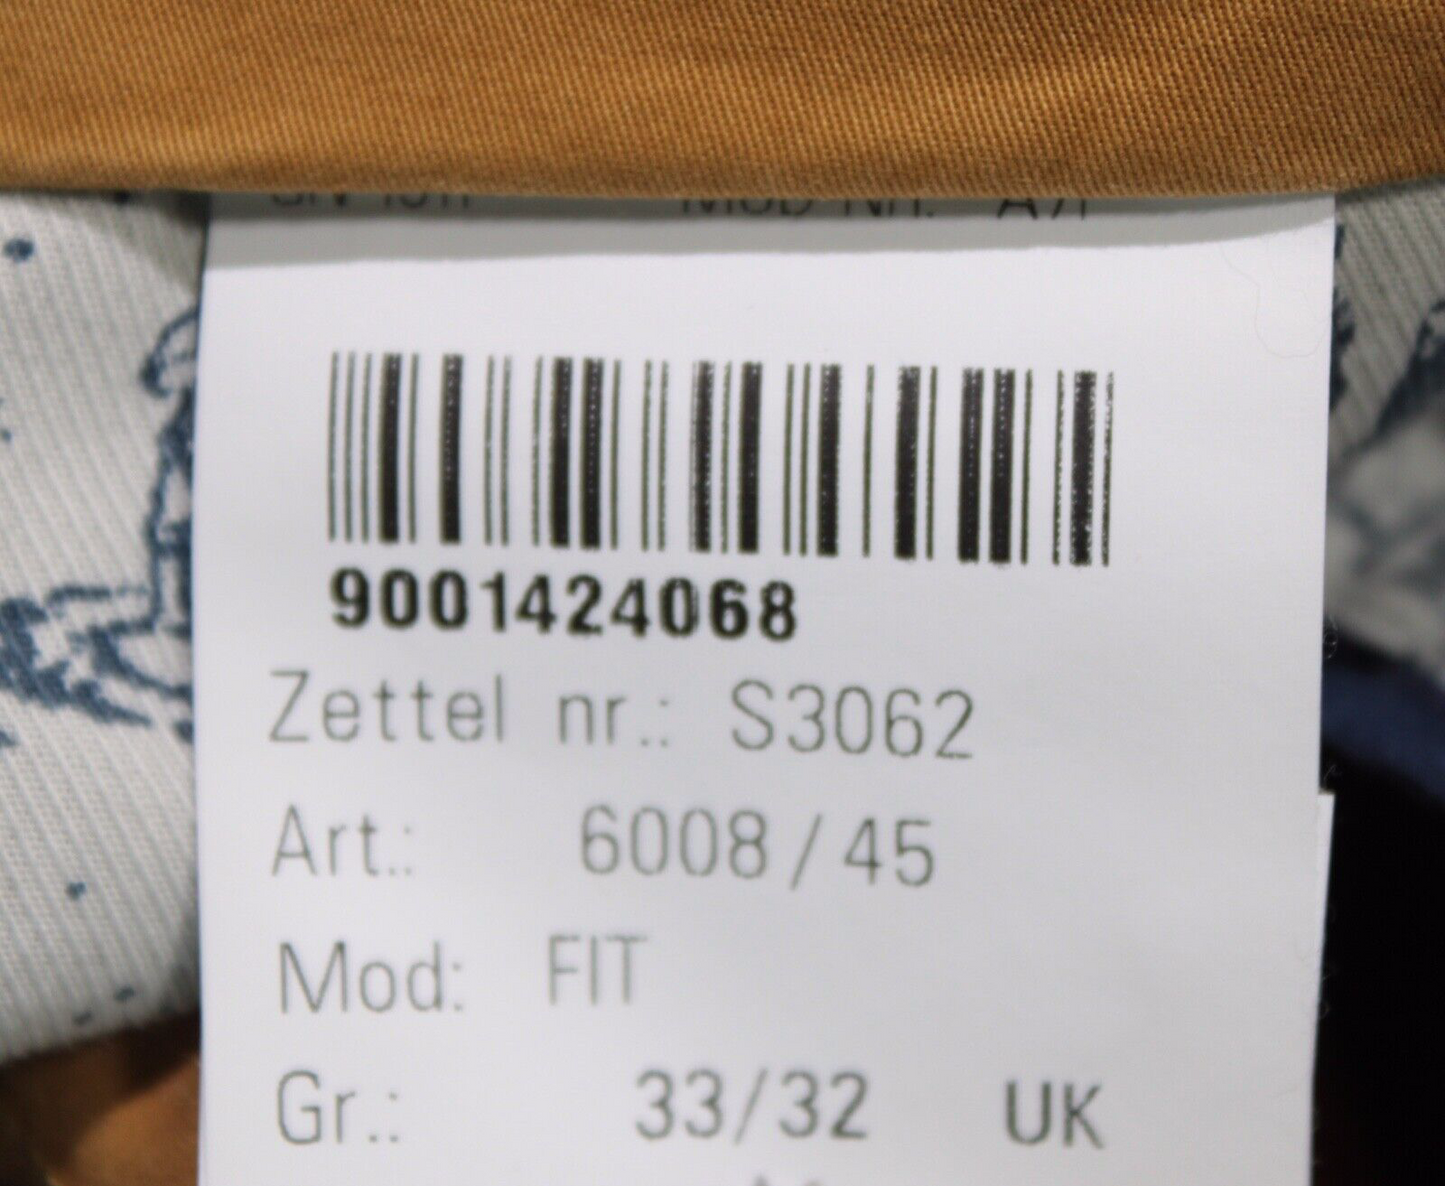 9001424068
Zettel nr.: S3062
Art.: 6008 / 45
Mod: FIT
Gr.: 33/32 UK